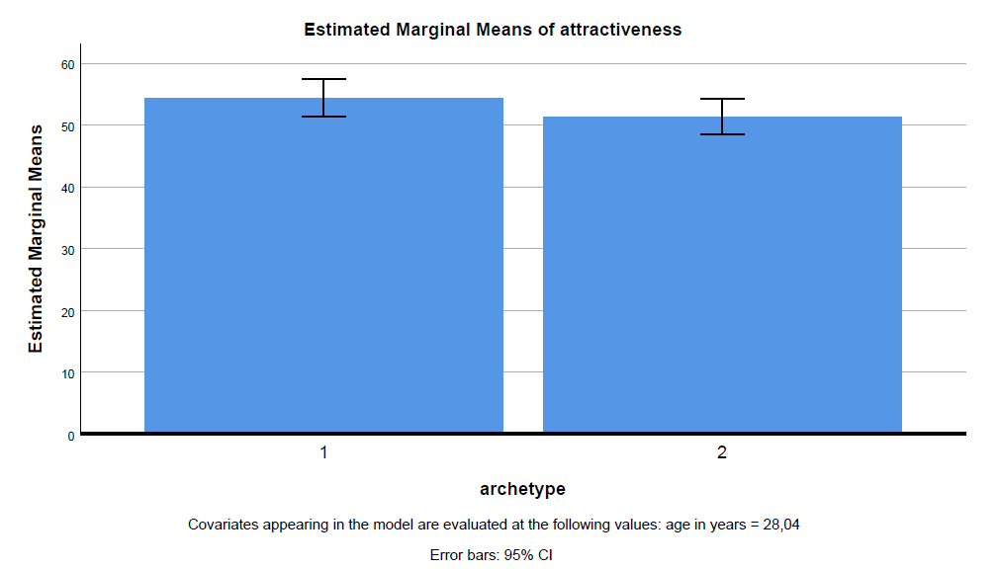 Estimated Marginal Means of attractiveness
Estimated Marginal Means
60
50
40
30
20
10
0
1 2
archetype
Covariates appearing in the model are evaluated at the following values: age in years = 28,04
Error bars: 95% CI